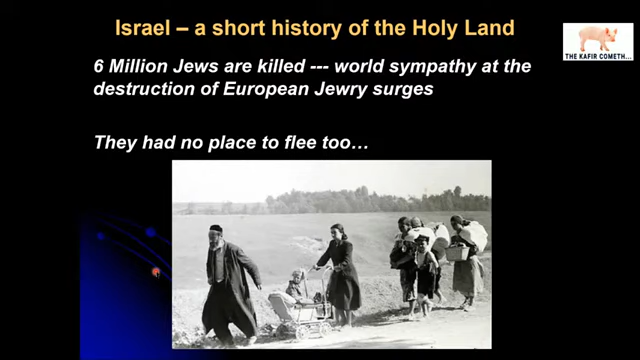 Israel – a short history of the Holy Land
THE KAFIR COMETH...
6 Million Jews are killed --- world sympathy at the
destruction of European Jewry surges
They had no place to flee too…